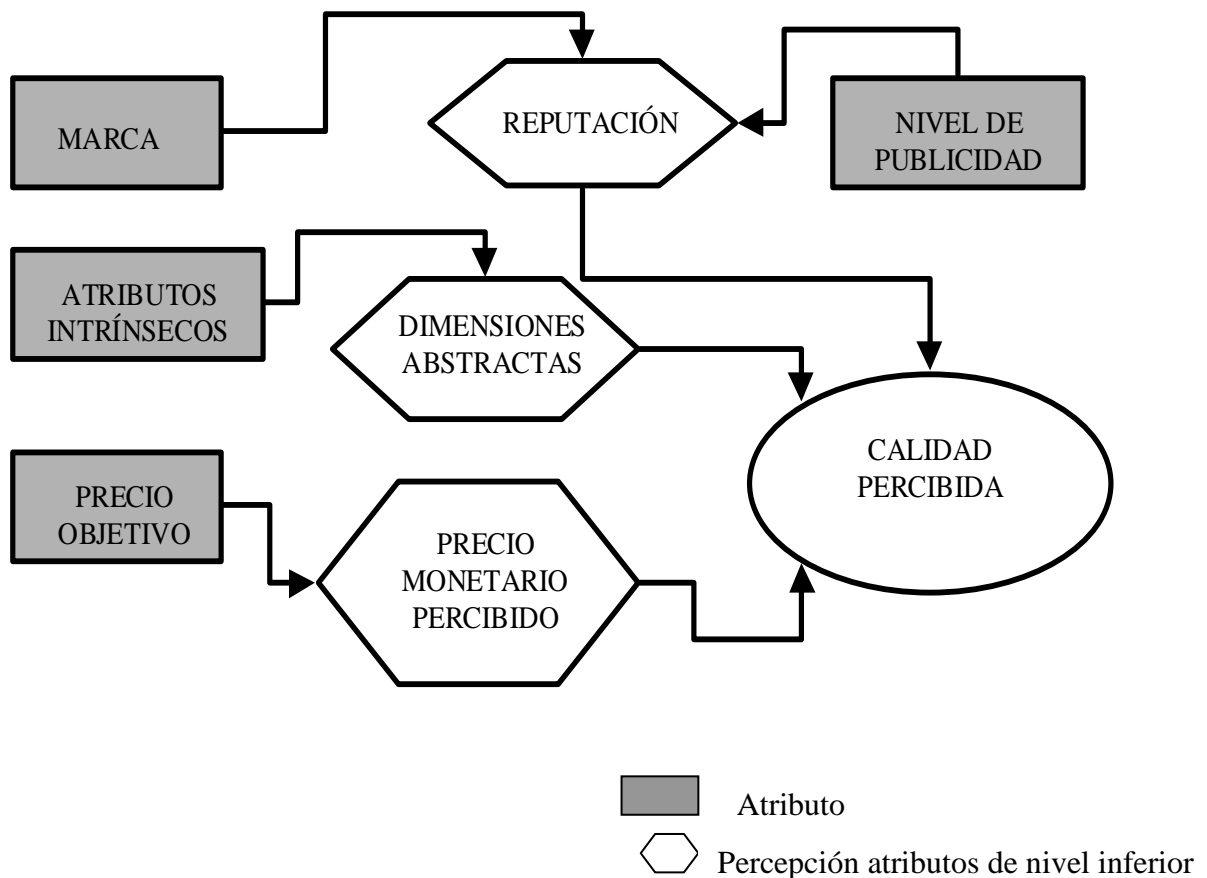 MARCA
REPUTACIÓN
NIVEL DE
PUBLICIDAD
ATRIBUTOS
INTRÍNSECOS
DIMENSIONES
ABSTRACTAS
PRECIO
OBJETIVO
PRECIO
MONETARIO
PERCIBIDO
CALIDAD
PERCIBIDA
Atributo
Percepción atributos de nivel inferior